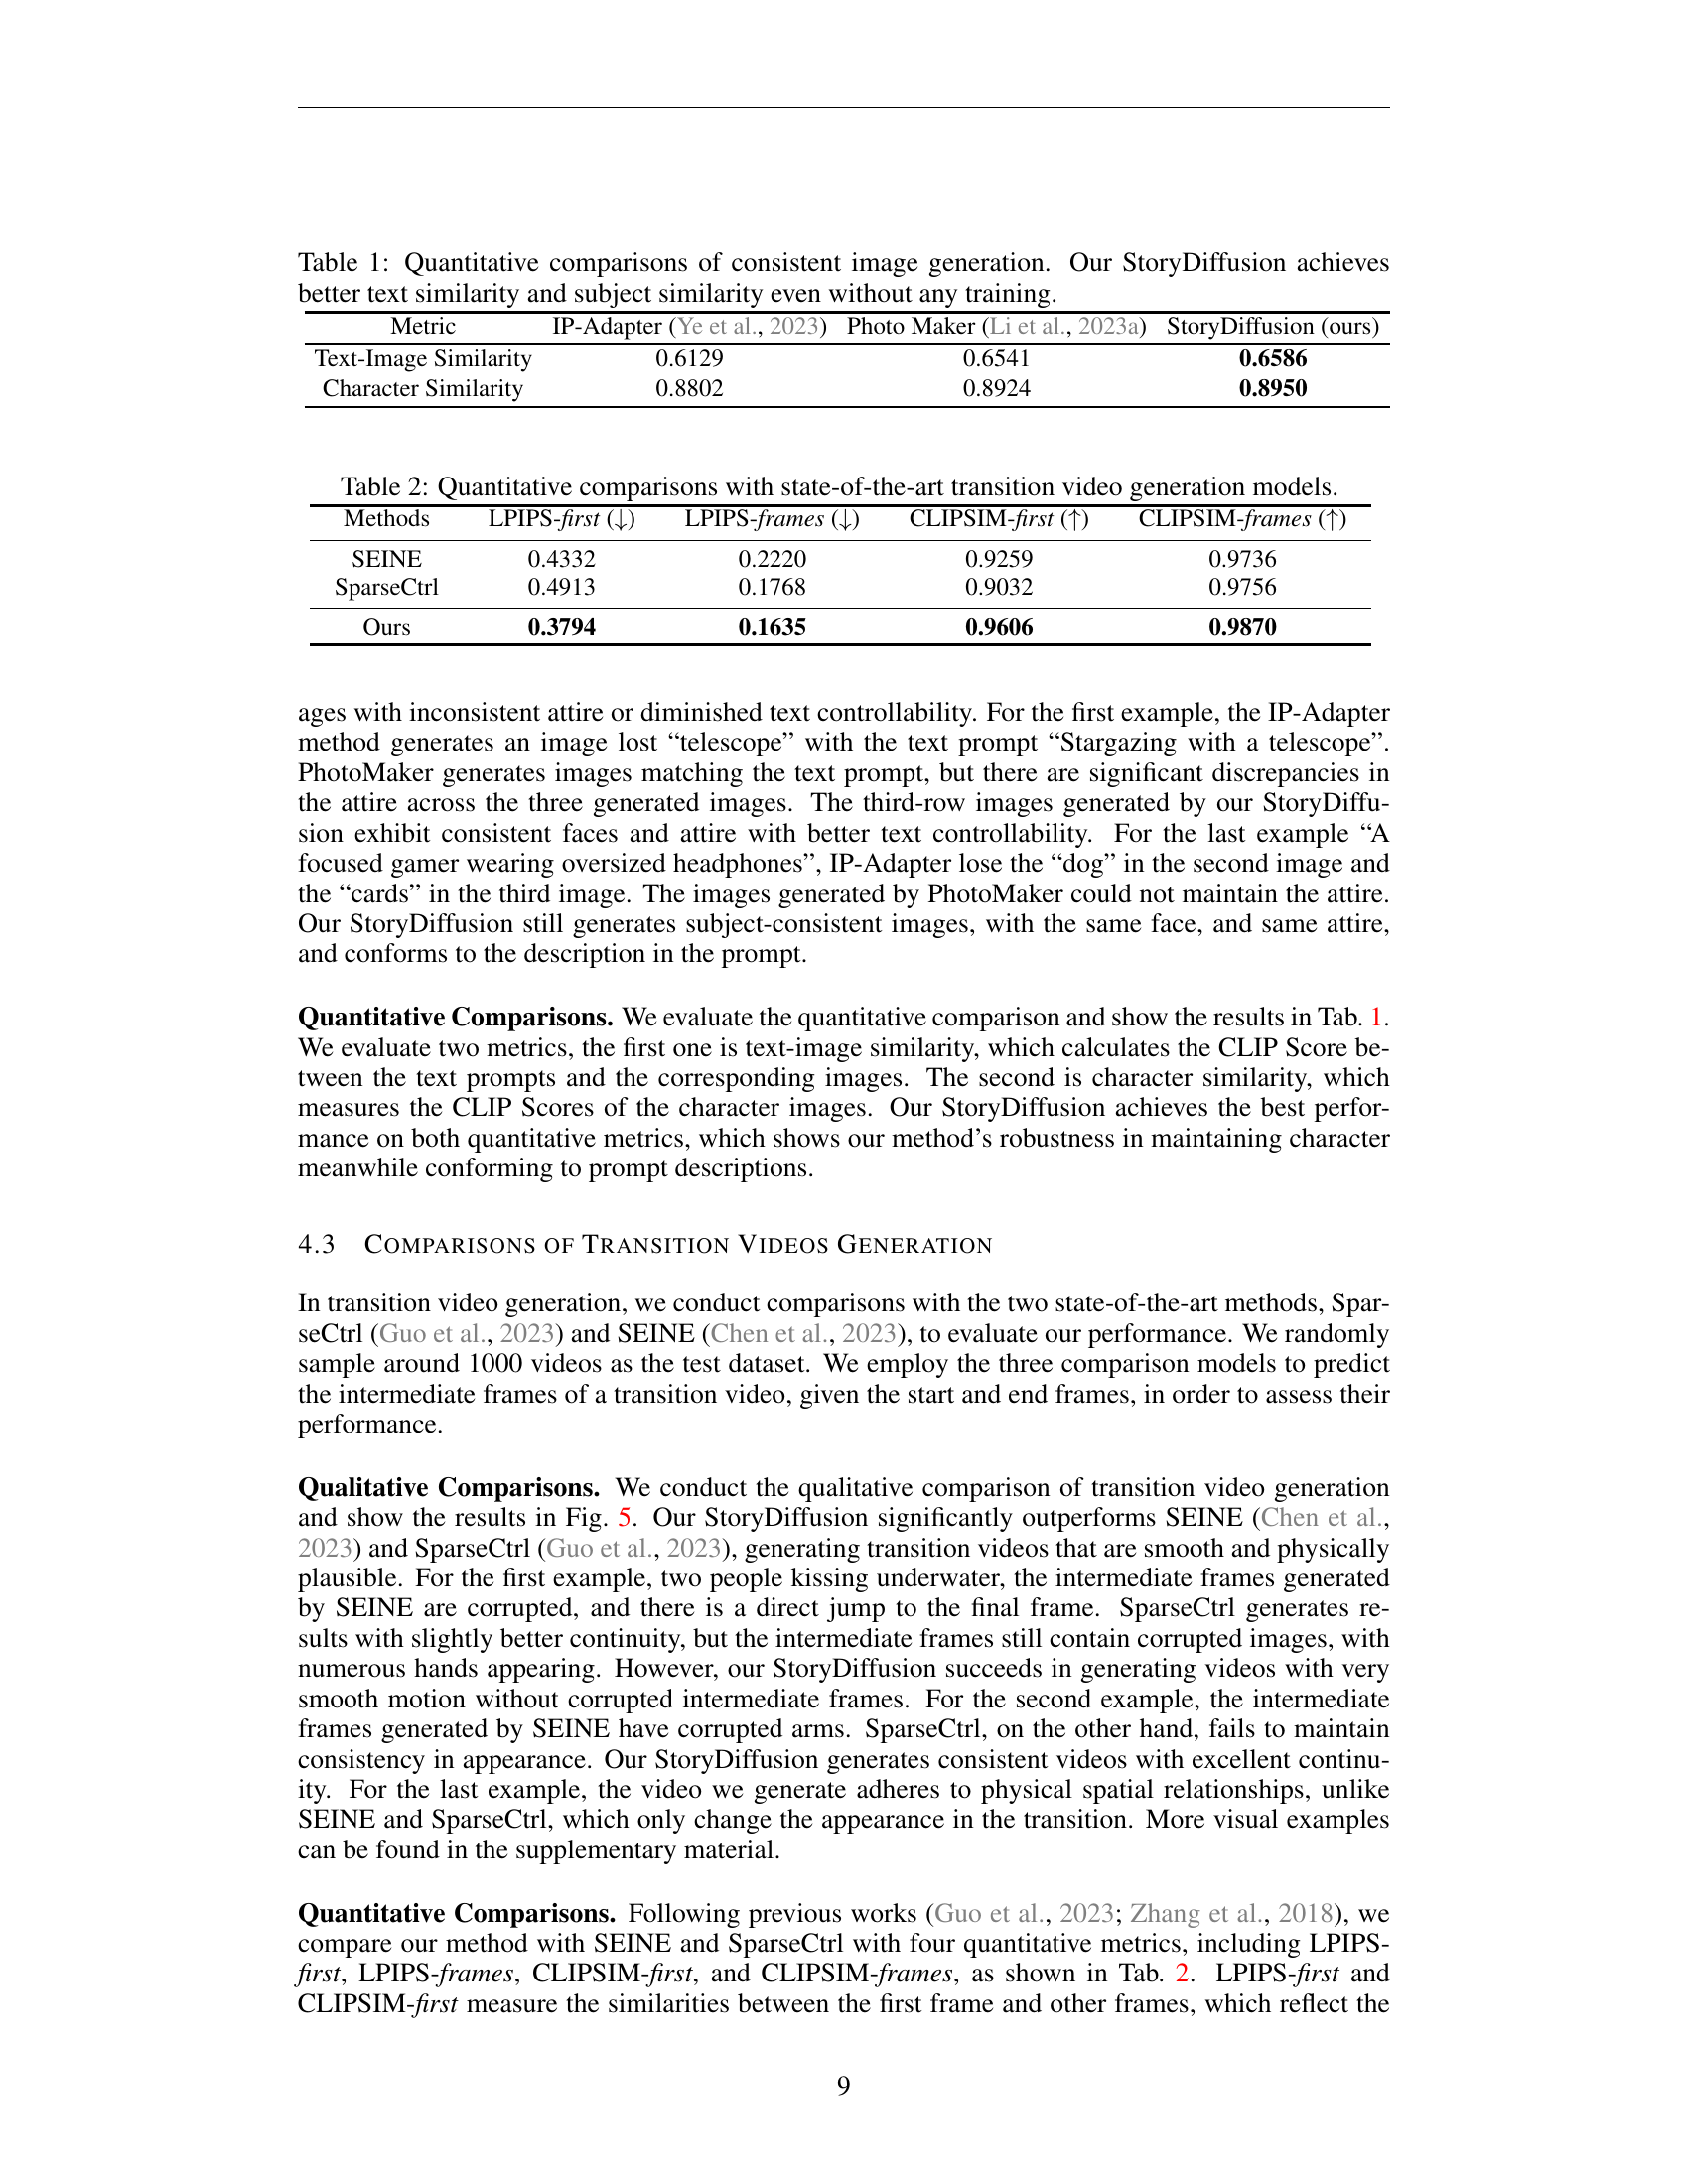 Table 1: Quantitative comparisons of consistent image generation. Our StoryDiffusion achieves
better text similarity and subject similarity even without any training.
Metric IP-Adapter (Ye et al., 2023) Photo Maker (Li et al., 2023a) StoryDiffusion (ours)
Text-Image Similarity 0.6129 0.6541 0.6586
Character Similarity 0.8802 0.8924 0.8950
Table 2: Quantitative comparisons with state-of-the-art transition video generation models.
Methods LPIPS-first (↓) LPIPS-frames (↓) CLIPSIM-first (↑) CLIPSIM-frames (↑)
SEINE 0.4332 0.2220 0.9259 0.9736
SparseCtrl 0.4913 0.1768 0.9032 0.9756
Ours 0.3794 0.1635 0.9606 0.9870
ages with inconsistent attire or diminished text controllability. For the first example, the IP-Adapter
method generates an image lost “telescope” with the text prompt “Stargazing with a telescope”.
PhotoMaker generates images matching the text prompt, but there are significant discrepancies in
the attire across the three generated images. The third-row images generated by our StoryDiffu-
sion exhibit consistent faces and attire with better text controllability. For the last example “A
focused gamer wearing oversized headphones”, IP-Adapter lose the “dog” in the second image and
the “cards” in the third image. The images generated by PhotoMaker could not maintain the attire.
Our StoryDiffusion still generates subject-consistent images, with the same face, and same attire,
and conforms to the description in the prompt.
Quantitative Comparisons. We evaluate the quantitative comparison and show the results in Tab. 1.
We evaluate two metrics, the first one is text-image similarity, which calculates the CLIP Score be-
tween the text prompts and the corresponding images. The second is character similarity, which
measures the CLIP Scores of the character images. Our StoryDiffusion achieves the best perfor-
mance on both quantitative metrics, which shows our method’s robustness in maintaining character
meanwhile conforming to prompt descriptions.
4.3 COMPARISONS OF TRANSITION VIDEOS GENERATION
In transition video generation, we conduct comparisons with the two state-of-the-art methods, Spar-
seCtrl (Guo et al., 2023) and SEINE (Chen et al., 2023), to evaluate our performance. We randomly
sample around 1000 videos as the test dataset. We employ the three comparison models to predict
the intermediate frames of a transition video, given the start and end frames, in order to assess their
performance.
Qualitative Comparisons. We conduct the qualitative comparison of transition video generation
and show the results in Fig. 5. Our StoryDiffusion significantly outperforms SEINE (Chen et al.,
2023) and SparseCtrl (Guo et al., 2023), generating transition videos that are smooth and physically
plausible. For the first example, two people kissing underwater, the intermediate frames generated
by SEINE are corrupted, and there is a direct jump to the final frame. SparseCtrl generates re-
sults with slightly better continuity, but the intermediate frames still contain corrupted images, with
numerous hands appearing. However, our StoryDiffusion succeeds in generating videos with very
smooth motion without corrupted intermediate frames. For the second example, the intermediate
frames generated by SEINE have corrupted arms. SparseCtrl, on the other hand, fails to maintain
consistency in appearance. Our StoryDiffusion generates consistent videos with excellent continu-
ity. For the last example, the video we generate adheres to physical spatial relationships, unlike
SEINE and SparseCtrl, which only change the appearance in the transition. More visual examples
can be found in the supplementary material.
Quantitative Comparisons. Following previous works (Guo et al., 2023; Zhang et al., 2018), we
compare our method with SEINE and SparseCtrl with four quantitative metrics, including LPIPS-
first, LPIPS-frames, CLIPSIM-first, and CLIPSIM-frames, as shown in Tab. 2. LPIPS-first and
CLIPSIM-first measure the similarities between the first frame and other frames, which reflect the
9